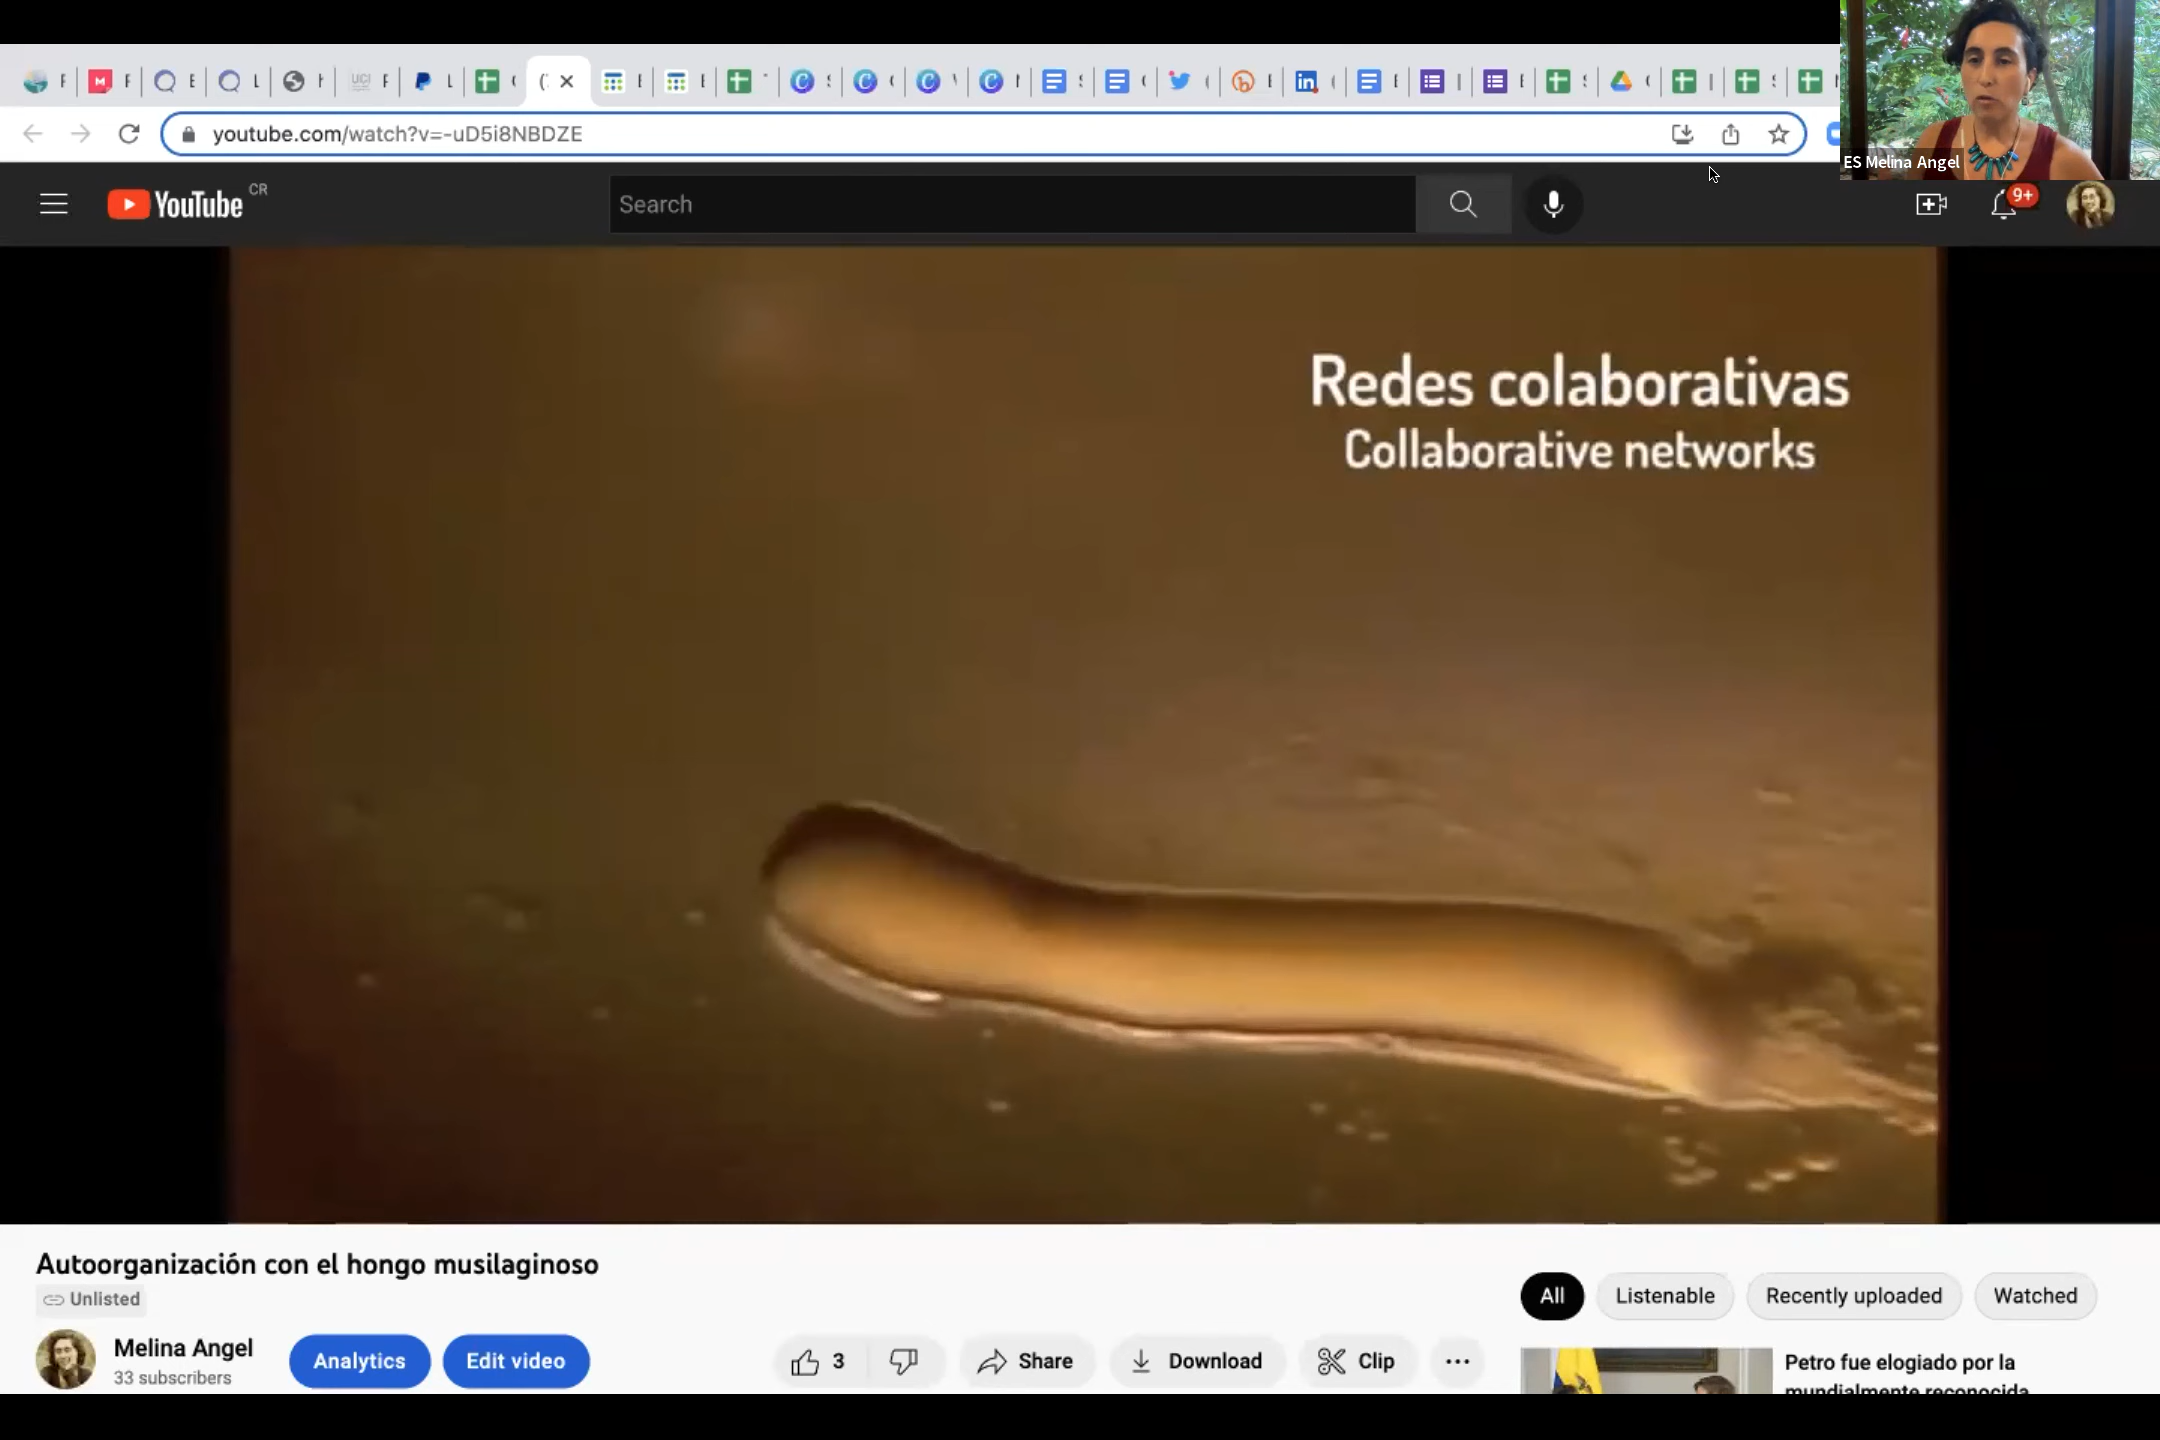 youtube.com/watch?v=-uD5i8NBDZE
ES Melina Angel
YouTube CR
Search
9+
Redes colaborativas
Collaborative networks
Autoorganización con el hongo musilaginoso
Unlisted
All
Listenable
Recently uploaded
Watched
Melina Angel
33 subscribers
Analytics
Edit video
3
Share
Download
Clip
Petro fue elogiado por la
mundialmente reconocida